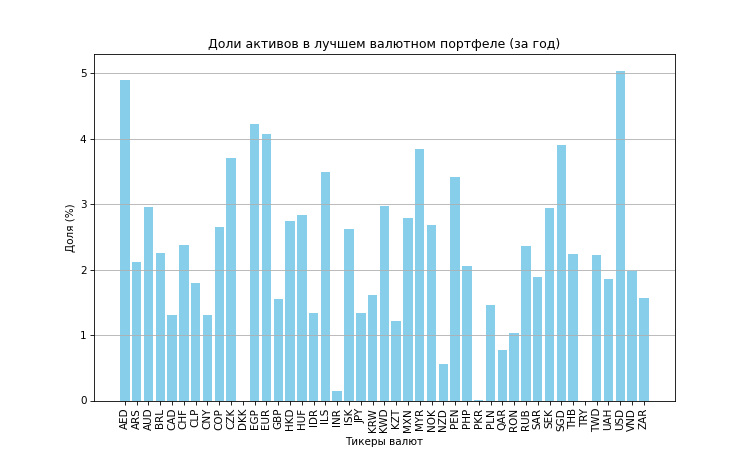 Доли активов в лучшем валютном портфеле (за год)
Доля (%)
5
4
3
2
1
0
AED ARS AUD BRL CAD CHF CLP CNY COP CZK DKK EGP EUR GBP HKD HUF IDR ILS INR ISK JPY KRW KWD KZT MXN MYR NOK NZD PEN PHP PKR PLN QAR RON RUB SAR SEK SGD THB TRY TWD UAH USD VND ZAR
Тикеры валют